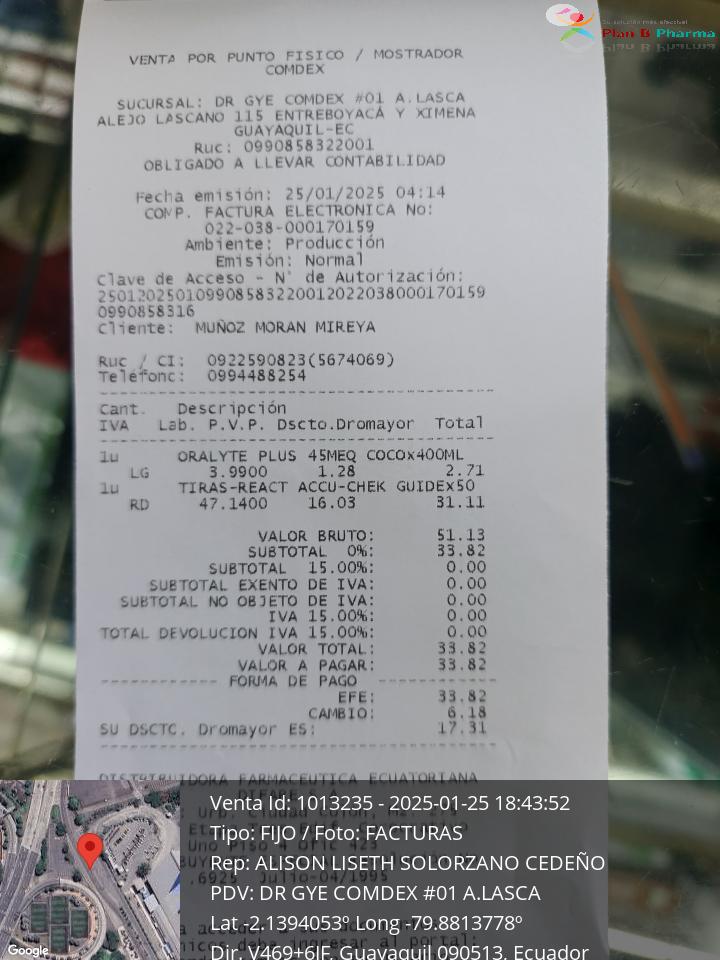 Su solución más efectiva!
Plan B Pharma
VENTA POR PUNTO FISICO / MOSTRADOR
COMDEX
SUCURSAL: DR GYE COMDEX #01 A.LASCA
ALEJO LASCANO 115 ENTREBOYACÁ Y XIMENA
GUAYAQUIL-EC
Ruc: 0990858322001
OBLIGADO A LLEVAR CONTABILIDAD
Fecha emisión: 25/01/2025 04:14
COMP. FACTURA ELECTRONICA No:
022-038-000170159
Ambiente: Producción
Emisión: Normal
Clave de Acceso - N° de Autorización:
2501202501099085832200120220380001​70159
0990858316
Cliente: MUÑOZ MORAN MIREYA
Ruc / CI: 0922590823(5674069)
Teléfono: 0994488254
Cant. Descripción
IVA Lab. P.V.P. Dscto.Dromayor Total
1u ORALYTE PLUS 45MEQ COCOx400ML
LG 3.9900 1.28 2.71
1u TIRAS-REACT ACCU-CHEK GUIDEx50
RD 47.1400 16.03 31.11
VALOR BRUTO: 51.13
SUBTOTAL 0%: 33.82
SUBTOTAL 15.00%: 0.00
SUBTOTAL EXENTO DE IVA: 0.00
SUBTOTAL NO OBJETO DE IVA: 0.00
IVA 15.00%: 0.00
TOTAL DEVOLUCION IVA 15.00%: 0.00
VALOR TOTAL: 33.82
VALOR A PAGAR: 33.82
------------ FORMA DE PAGO ------------
EFE: 33.82
CAMBIO: 6.18
SU DSCTC. Dromayor ES: 17.31
DISTRIBUIDORA FARMACEUTICA ECUATORIANA
Venta Id: 1013235 - 2025-01-25 18:43:52
Tipo: FIJO / Foto: FACTURAS
Rep: ALISON LISETH SOLORZANO CEDEÑO
PDV: DR GYE COMDEX #01 A.LASCA
Lat -2.1394053º Long -79.8813778º
Dir. V469+6JF, Guayaquil 090513, Ecuador
Google